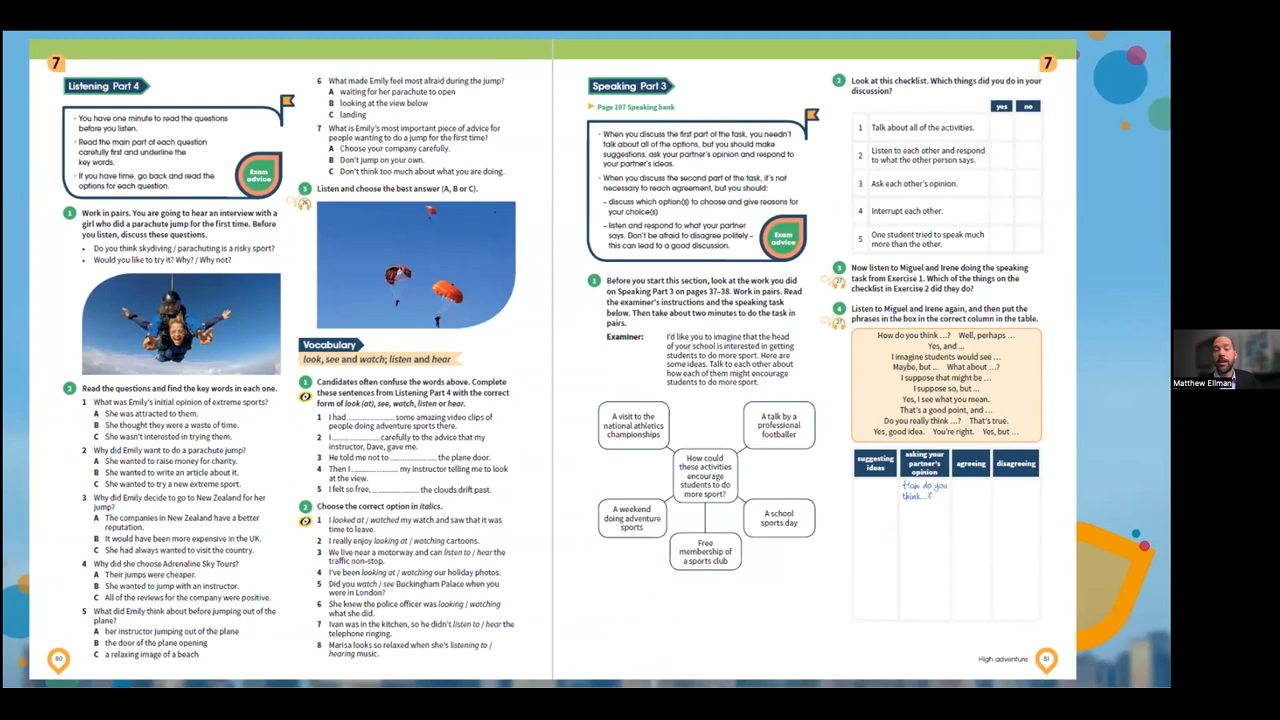 7
Listening Part 4
· You have one minute to read the questions
before you listen.
· Read the main part of each question
carefully first and underline the
key words.
· If you have time, go back and read the
options for each question.
Exam
advice
1 Work in pairs. You are going to hear an interview with a
girl who did a parachute jump for the first time. Before
you listen, discuss these questions.
• Do you think skydiving / parachuting is a risky sport?
• Would you like to try it? Why? / Why not?
2 Read the questions and find the key words in each one.
1 What was Emily's initial opinion of extreme sports?
A She was attracted to them.
B She thought they were a waste of time.
C She wasn't interested in trying them.
2 Why did Emily want to do a parachute jump?
A She wanted to raise money for charity.
B She wanted to write an article about it.
C She wanted to try a new extreme sport.
3 Why did Emily decide to go to New Zealand for her
jump?
A The companies in New Zealand have a better
reputation.
B It would have been more expensive in the UK.
C She had always wanted to visit the country.
4 Why did she choose Adrenaline Sky Tours?
A Their jumps were cheaper.
B She wanted to jump with an instructor.
C All of the reviews for the company were positive.
5 What did Emily think about before jumping out of the
plane?
A her instructor jumping out of the plane
B the door of the plane opening
C a relaxing image of a beach
80
6 What made Emily feel most afraid during the jump?
A waiting for her parachute to open
B looking at the view below
C landing
7 What is Emily's most important piece of advice for
people wanting to do a jump for the first time?
A Choose your company carefully.
B Don't jump on your own.
C Don't think too much about what you are doing.
3 Listen and choose the best answer (A, B or C).
26
Vocabulary
look, see and watch; listen and hear
1 Candidates often confuse the words above. Complete
these sentences from Listening Part 4 with the correct
form of look (at), see, watch, listen or hear.
1 I had .................... some amazing video clips of
people doing adventure sports there.
2 I .................... carefully to the advice that my
instructor, Dave, gave me.
3 He told me not to .................... the plane door.
4 Then I .................... my instructor telling me to look
at the view.
5 I felt so free, .................... the clouds drift past.
2 Choose the correct option in italics.
1 I looked at / watched my watch and saw that it was
time to leave.
2 I really enjoy looking at / watching cartoons.
3 We live near a motorway and can listen to / hear the
traffic non-stop.
4 I've been looking at / watching our holiday photos.
5 Did you watch / see Buckingham Palace when you
were in London?
6 She knew the police officer was looking / watching
what she did.
7 Ivan was in the kitchen, so he didn't listen to / hear the
telephone ringing.
8 Marisa looks so relaxed when she's listening to /
hearing music.
7
Speaking Part 3
Page 197 Speaking bank
· When you discuss the first part of the task, you needn't
talk about all of the options, but you should make
suggestions, ask your partner's opinion and respond to
your partner's ideas.
· When you discuss the second part of the task, it's not
necessary to reach agreement, but you should:
– discuss which option(s) to choose and give reasons for
your choice(s)
– listen and respond to what your partner
says. Don't be afraid to disagree politely –
this can lead to a good discussion.
Exam
advice
1 Before you start this section, look at the work you did
on Speaking Part 3 on pages 37–38. Work in pairs. Read
the examiner's instructions and the speaking task
below. Then take about two minutes to do the task in
pairs.
Examiner: I'd like you to imagine that the head
of your school is interested in getting
students to do more sport. Here are
some ideas. Talk to each other about
how each of them might encourage
students to do more sport.
A visit to the
national athletics
championships
A talk by a
professional
footballer
How could
these activities
encourage
students to do
more sport?
A weekend
doing adventure
sports
A school
sports day
Free
membership of
a sports club
2 Look at this checklist. Which things did you do in your
discussion?
yes no
1 Talk about all of the activities.
2 Listen to each other and respond
to what the other person says.
3 Ask each other's opinion.
4 Interrupt each other.
5 One student tried to speak much
more than the other.
3 Now listen to Miguel and Irene doing the speaking
task from Exercise 1. Which of the things on the
checklist in Exercise 2 did they do?
27
4 Listen to Miguel and Irene again, and then put the
phrases in the box in the correct column in the table.
27
How do you think …? Well, perhaps …
Yes, and …
I imagine students would see …
Maybe, but … What about …?
I suppose that might be …
I suppose so, but …
Yes, I see what you mean.
That's a good point, and …
Do you really think …? That's true.
Yes, good idea. You're right. Yes, but …
suggesting
ideas
asking your
partner's
opinion
agreeing
disagreeing
How do you
think…?
High adventure 81
Matthew Ellman